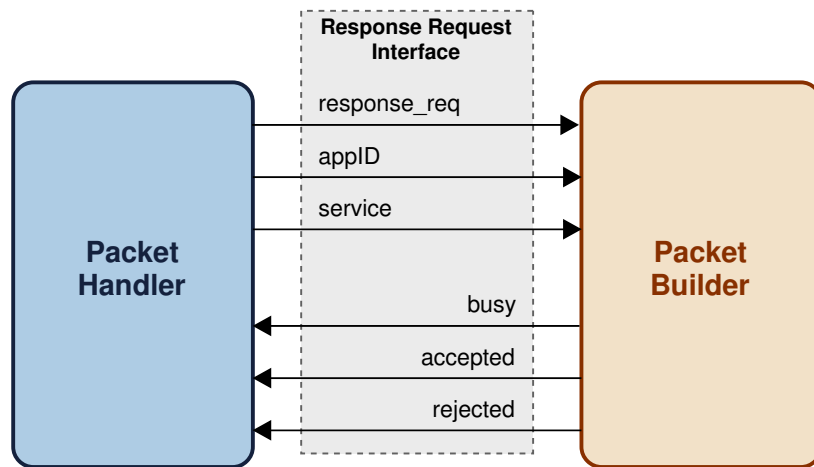 Response Request
Interface
response_req
appID
service
Packet
Handler
Packet
Builder
busy
accepted
rejected